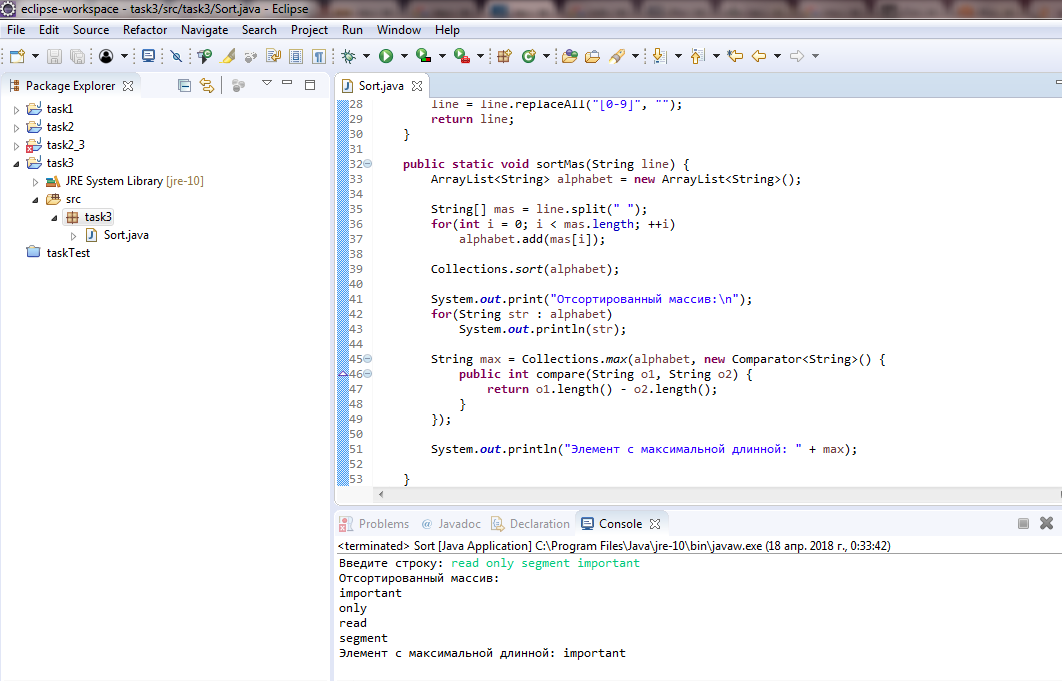 eclipse-workspace - task3/src/task3/Sort.java - Eclipse
File Edit Source Refactor Navigate Search Project Run Window Help
Package Explorer
task1
task2
task2_3
task3
JRE System Library [jre-10]
src
task3
Sort.java
taskTest
Sort.java
28 line = line.replaceAll("[0-9]", "");
29 return line;
30 }
31
32 public static void sortMas(String line) {
33 ArrayList<String> alphabet = new ArrayList<String>();
34
35 String[] mas = line.split(" ");
36 for(int i = 0; i < mas.length; ++i)
37 alphabet.add(mas[i]);
38
39 Collections.sort(alphabet);
40
41 System.out.print("Отсортированный массив:\n");
42 for(String str : alphabet)
43 System.out.println(str);
44
45 String max = Collections.max(alphabet, new Comparator<String>() {
46 public int compare(String o1, String o2) {
47 return o1.length() - o2.length();
48 }
49 });
50
51 System.out.println("Элемент с максимальной длинной: " + max);
52
53 }
Problems @ Javadoc Declaration Console
<terminated> Sort [Java Application] C:\Program Files\Java\jre-10\bin\javaw.exe (18 апр. 2018 г., 0:33:42)
Введите строку: read only segment important
Отсортированный массив:
important
only
read
segment
Элемент с максимальной длинной: important